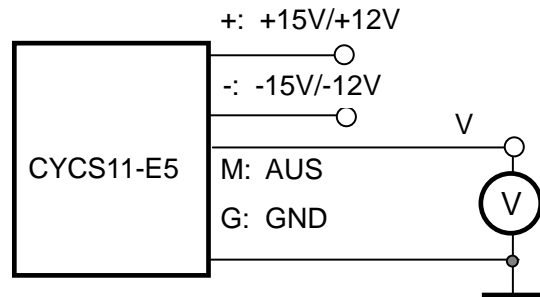 +: +15V/+12V
-: -15V/-12V
V
CYCS11-E5
M: AUS
V
G: GND